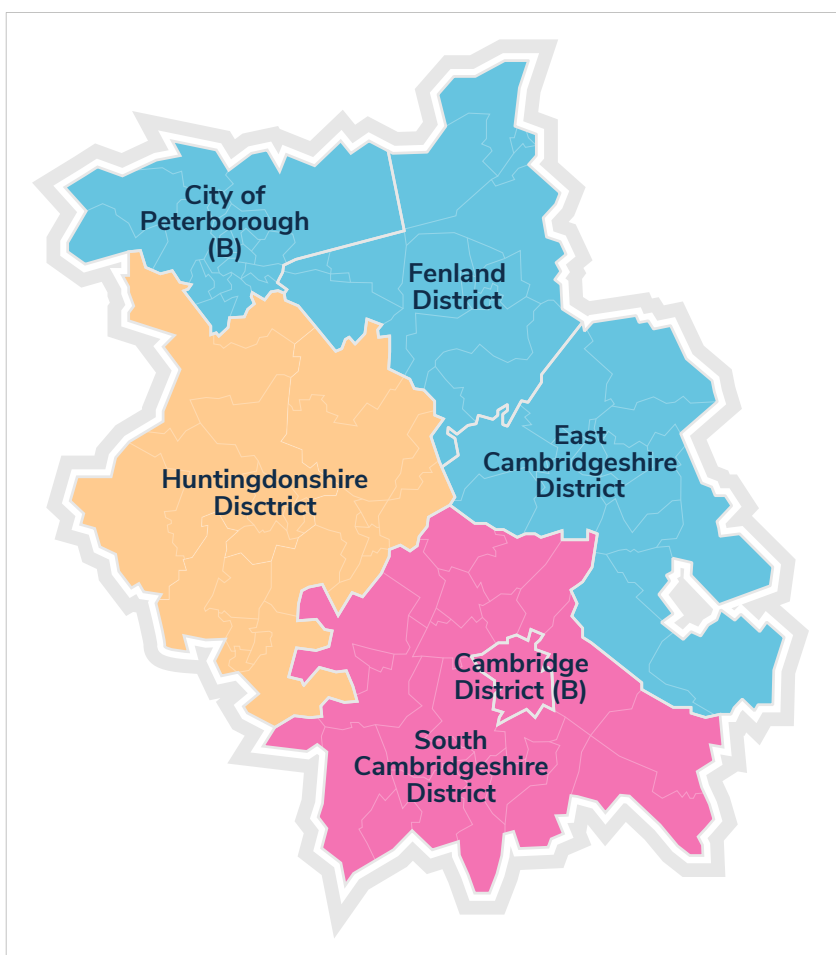 City of
Peterborough
(B)
Fenland
District
East
Cambridgeshire
District
Huntingdonshire
Disctrict
Cambridge
District (B)
South
Cambridgeshire
District